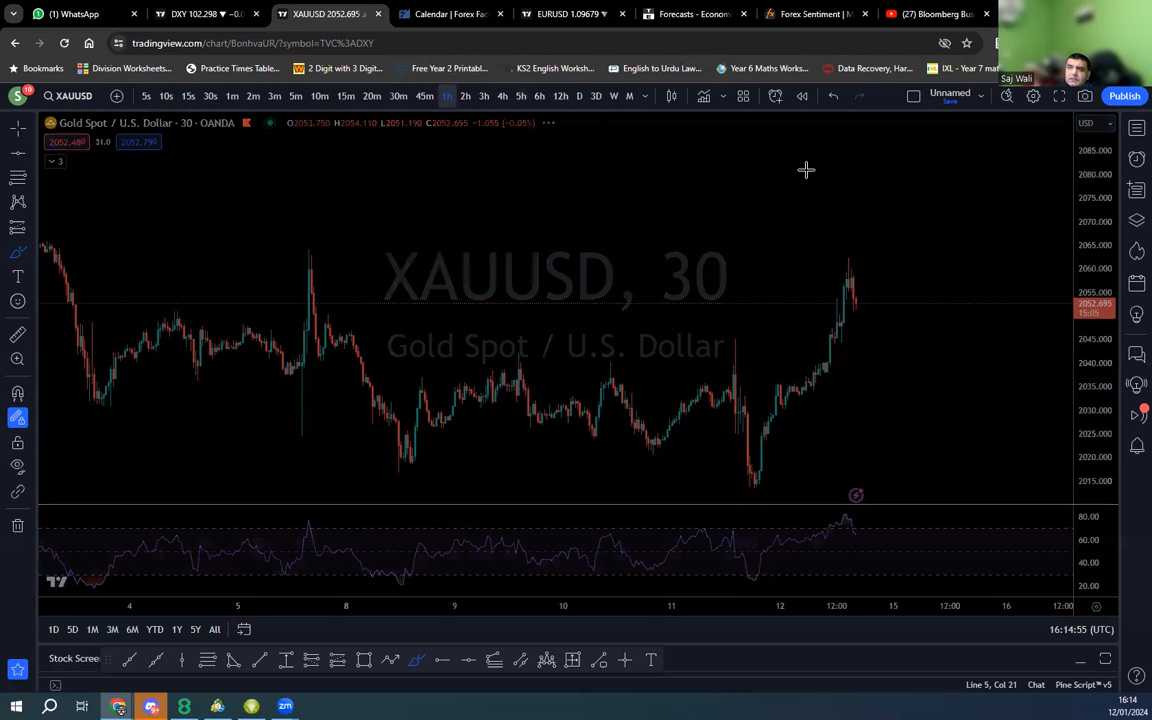 (1) WhatsApp
DXY 102.298 ▼ −0.0
XAUUSD 2052.695
Calendar | Forex Fac
EURUSD 1.09679 ▼
Forecasts - Econom
Forex Sentiment | M
(27) Bloomberg Bus
tradingview.com/chart/BonhvaUR/?symbol=TVC%3ADXY
Bookmarks
Division Worksheets...
Practice Times Table...
2 Digit with 3 Digit...
Free Year 2 Printabl...
KS2 English Worksh...
English to Urdu Law...
Year 6 Maths Works...
Data Recovery, Har...
IXL - Year 7 mat
Saj Wali
S 10
XAUUSD
5s 10s 15s 30s 1m 2m 3m 5m 10m 15m 20m 30m 45m 1h 2h 3h 4h 5h 6h 12h D 3D W M
Unnamed
Save
Publish
Gold Spot / U.S. Dollar · 30 · OANDA
O2053.750 H2054.110 L2051.190 C2052.695 −1.055 (−0.05%)
USD
2052.480 31.0 2052.790
3
XAUUSD, 30
Gold Spot / U.S. Dollar
2085.000
2080.000
2075.000
2070.000
2065.000
2060.000
2055.000
2052.695
15:05
2045.000
2040.000
2035.000
2030.000
2025.000
2020.000
2015.000
80.00
60.00
40.00
20.00
4 5 8 9 10 11 12 12:00 15 12:00 16 12:00
1D 5D 1M 3M 6M YTD 1Y 5Y All
16:14:55 (UTC)
Stock Screen
Line 5, Col 21 Chat Pine Script™ v5
9+
zm
16:14
12/01/2024